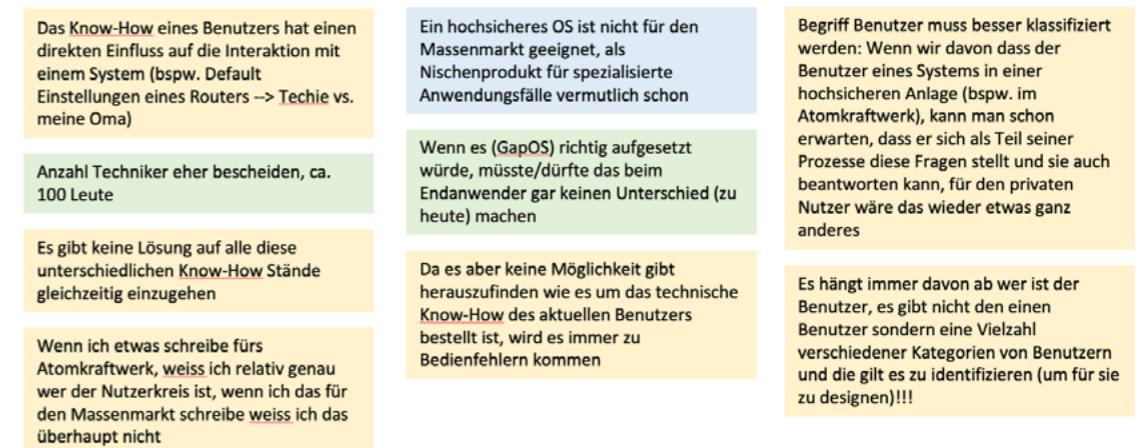 Das Know-How eines Benutzers hat einen
direkten Einfluss auf die Interaktion mit
einem System (bspw. Default
Einstellungen eines Routers --> Techie vs.
meine Oma)
Anzahl Techniker eher bescheiden, ca.
100 Leute
Es gibt keine Lösung auf alle diese
unterschiedlichen Know-How Stände
gleichzeitig einzugehen
Wenn ich etwas schreibe fürs
Atomkraftwerk, weiss ich relativ genau
wer der Nutzerkreis ist, wenn ich das für
den Massenmarkt schreibe weiss ich das
überhaupt nicht
Ein hochsicheres OS ist nicht für den
Massenmarkt geeignet, als
Nischenprodukt für spezialisierte
Anwendungsfälle vermutlich schon
Wenn es (GapOS) richtig aufgesetzt
würde, müsste/dürfte das beim
Endanwender gar keinen Unterschied (zu
heute) machen
Da es aber keine Möglichkeit gibt
herauszufinden wie es um das technische
Know-How des aktuellen Benutzers
bestellt ist, wird es immer zu
Bedienfehlern kommen
Begriff Benutzer muss besser klassifiziert
werden: Wenn wir davon dass der
Benutzer eines Systems in einer
hochsicheren Anlage (bspw. im
Atomkraftwerk), kann man schon
erwarten, dass er sich als Teil seiner
Prozesse diese Fragen stellt und sie auch
beantworten kann, für den privaten
Nutzer wäre das wieder etwas ganz
anderes
Es hängt immer davon ab wer ist der
Benutzer, es gibt nicht den einen
Benutzer sondern eine Vielzahl
verschiedener Kategorien von Benutzern
und die gilt es zu identifizieren (um für sie
zu designen)!!!